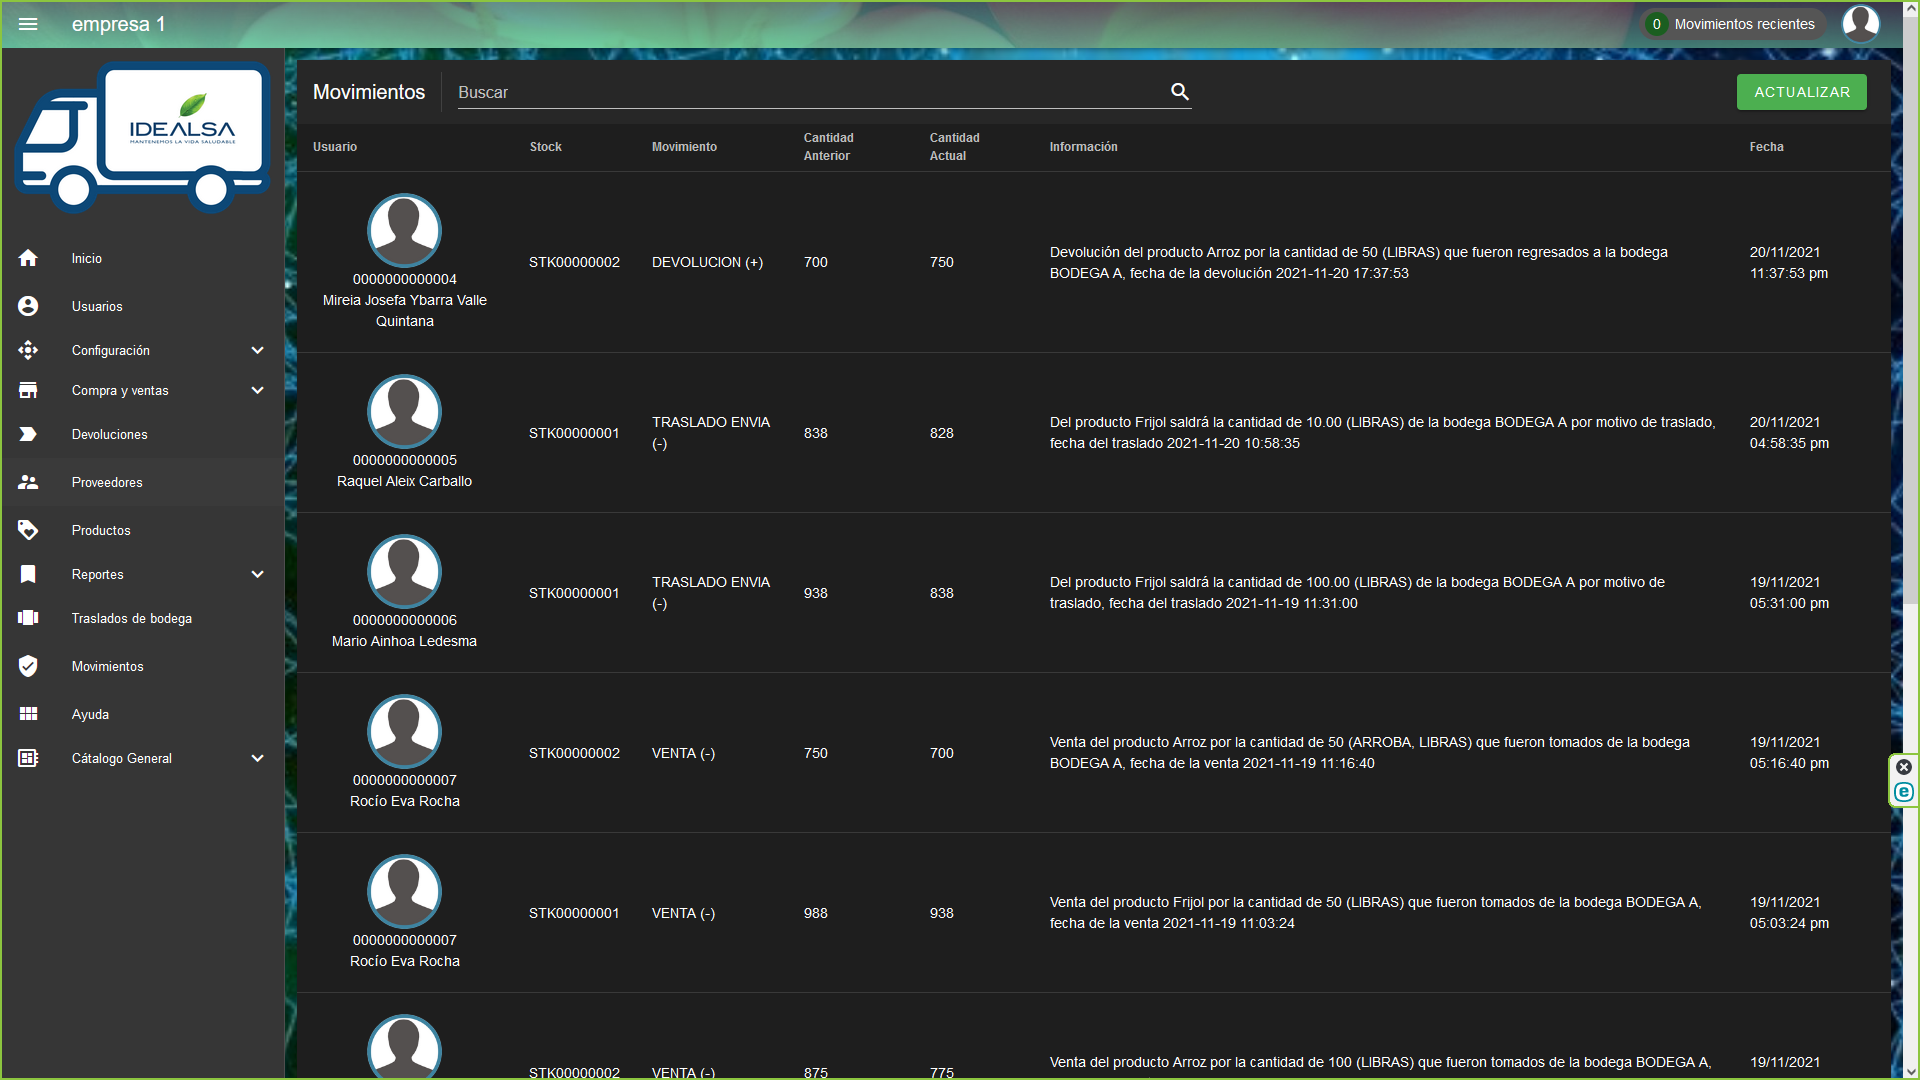 empresa 1
0 Movimientos recientes
IDEALSA
MANTENEMOS LA VIDA SALUDABLE
Inicio
Usuarios
Configuración
Compra y ventas
Devoluciones
Proveedores
Productos
Reportes
Traslados de bodega
Movimientos
Ayuda
Cátalogo General
Movimientos
Buscar
ACTUALIZAR
Usuario
Stock
Movimiento
Cantidad
Anterior
Cantidad
Actual
Información
Fecha
0000000000004
Mireia Josefa Ybarra Valle
Quintana
STK00000002
DEVOLUCION (+)
700
750
Devolución del producto Arroz por la cantidad de 50 (LIBRAS) que fueron regresados a la bodega
BODEGA A, fecha de la devolución 2021-11-20 17:37:53
20/11/2021
11:37:53 pm
0000000000005
Raquel Aleix Carballo
STK00000001
TRASLADO ENVIA
(-)
838
828
Del producto Frijol saldrá la cantidad de 10.00 (LIBRAS) de la bodega BODEGA A por motivo de traslado,
fecha del traslado 2021-11-20 10:58:35
20/11/2021
04:58:35 pm
0000000000006
Mario Ainhoa Ledesma
STK00000001
TRASLADO ENVIA
(-)
938
838
Del producto Frijol saldrá la cantidad de 100.00 (LIBRAS) de la bodega BODEGA A por motivo de
traslado, fecha del traslado 2021-11-19 11:31:00
19/11/2021
05:31:00 pm
0000000000007
Rocío Eva Rocha
STK00000002
VENTA (-)
750
700
Venta del producto Arroz por la cantidad de 50 (ARROBA, LIBRAS) que fueron tomados de la bodega
BODEGA A, fecha de la venta 2021-11-19 11:16:40
19/11/2021
05:16:40 pm
0000000000007
Rocío Eva Rocha
STK00000001
VENTA (-)
988
938
Venta del producto Frijol por la cantidad de 50 (LIBRAS) que fueron tomados de la bodega BODEGA A,
fecha de la venta 2021-11-19 11:03:24
19/11/2021
05:03:24 pm
STK00000002
VENTA (-)
875
775
Venta del producto Arroz por la cantidad de 100 (LIBRAS) que fueron tomados de la bodega BODEGA A,
19/11/2021